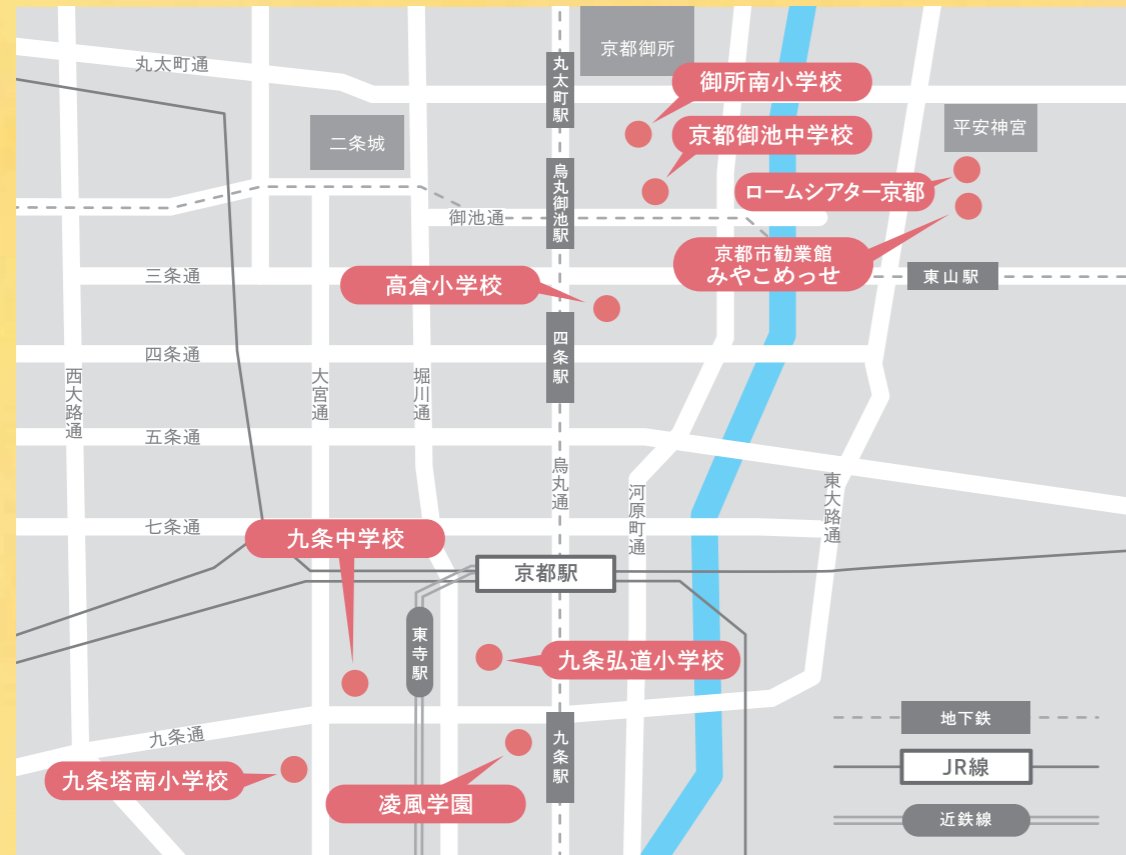 京都御所
丸太町通
丸太町駅
御所南小学校
京都御池中学校
二条城
平安神宮
烏丸御池駅
ロームシアター京都
御池通
京都市勧業館
みやこめっせ
三条通
高倉小学校
東山駅
四条駅
四条通
西大路通
大宮通
堀川通
五条通
烏丸通
河原町通
東大路通
七条通
九条中学校
京都駅
東寺駅
九条弘道小学校
九条通
九条駅
地下鉄
九条塔南小学校
凌風学園
JR線
近鉄線